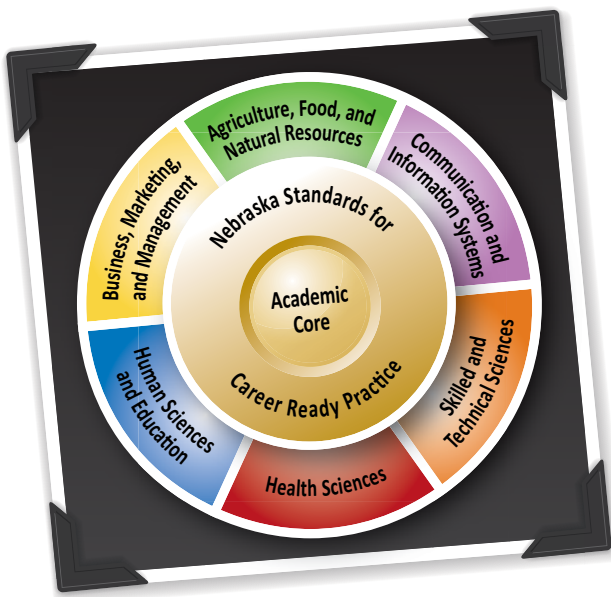 Agriculture, Food, and
Natural Resources
Communication and
Information Systems
Business, Marketing,
and Management
Nebraska Standards for
Academic
Core
Career Ready Practice
Skilled and
Technical Sciences
Human Sciences
and Education
Health Sciences